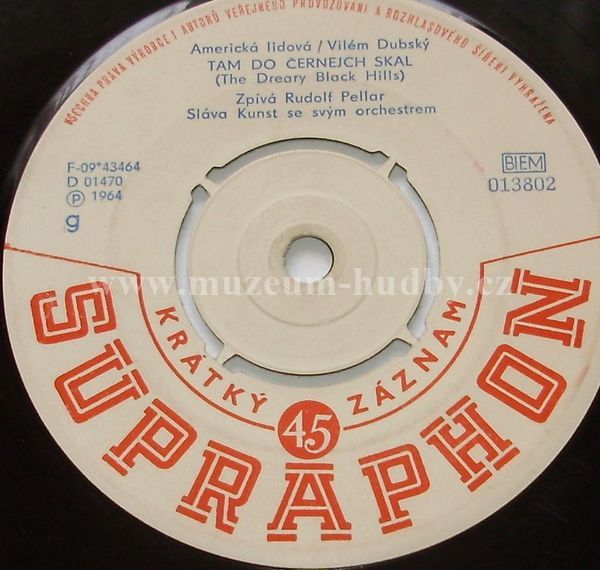 VŠECHNA PRÁVA VÝROBCE I AUTORŮ VEŘEJNÉHO PROVOZOVÁNÍ A ROZHLASOVÉHO ŠÍŘENÍ VYHRAŽENA
Americká lidová / Vilém Dubský
TAM DO ČERNEJCH SKAL
(The Dreary Black Hills)
Zpívá Rudolf Pellar
Sláva Kunst se svým orchestrem
F-09*43464
D 01470
Ⓟ 1964
g
BIEM
013802
www.muzeum-hudby.cz
KRÁTKÝ 45 ZÁZNAM
SUPRAPHON